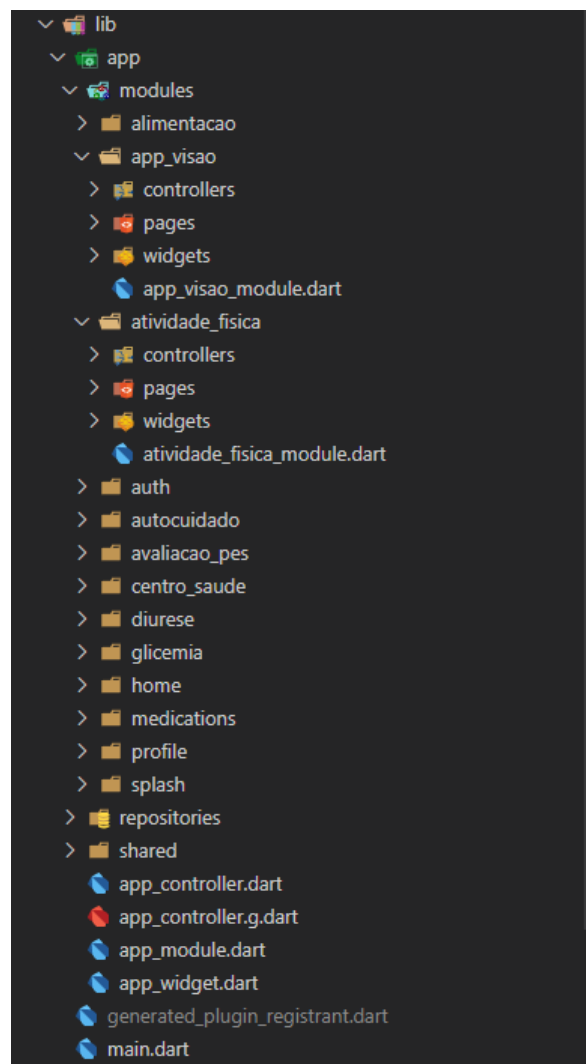 lib
app
modules
alimentacao
app_visao
controllers
pages
widgets
app_visao_module.dart
atividade_fisica
controllers
pages
widgets
atividade_fisica_module.dart
auth
autocuidado
avaliacao_pes
centro_saude
diurese
glicemia
home
medications
profile
splash
repositories
shared
app_controller.dart
app_controller.g.dart
app_module.dart
app_widget.dart
generated_plugin_registrant.dart
main.dart